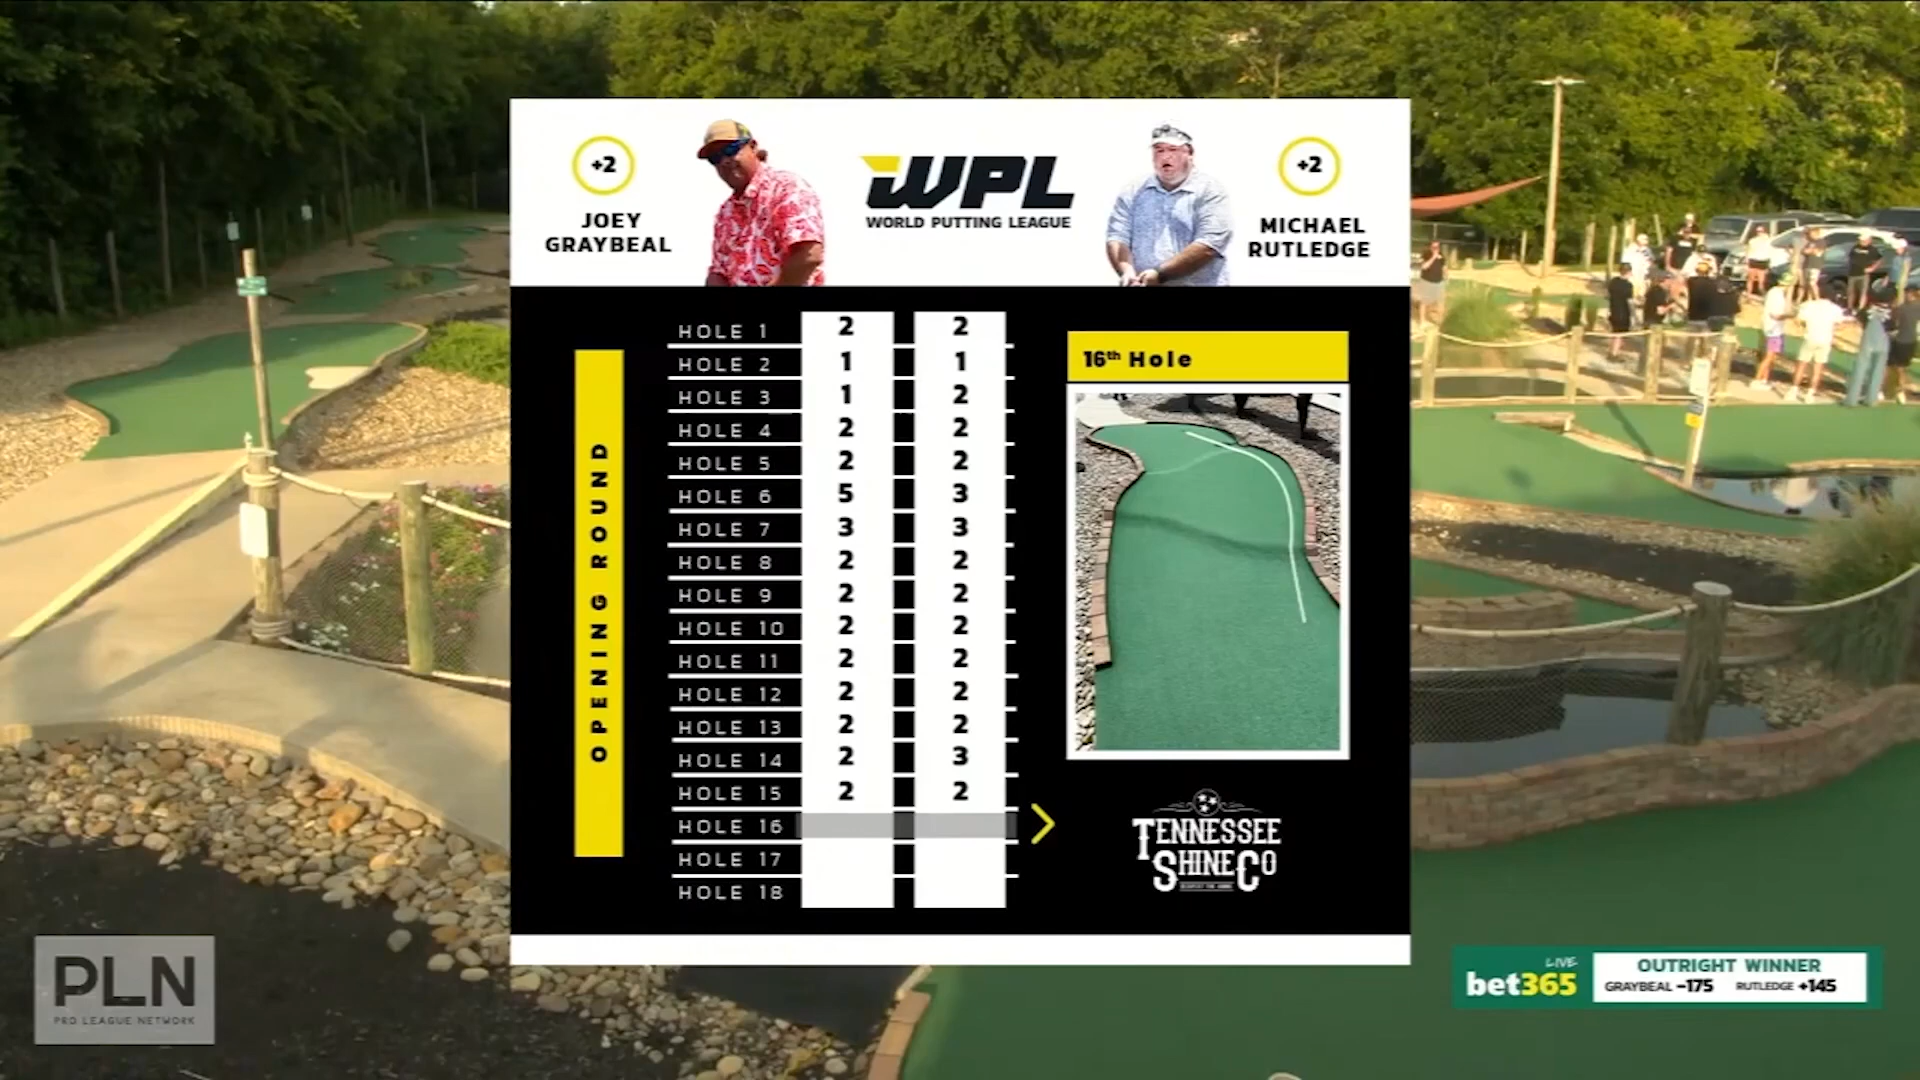 +2
JOEY
GRAYBEAL
WPL
WORLD PUTTING LEAGUE
+2
MICHAEL
RUTLEDGE
OPENING ROUND
HOLE 1 2 2
HOLE 2 1 1
HOLE 3 1 2
HOLE 4 2 2
HOLE 5 2 2
HOLE 6 5 3
HOLE 7 3 3
HOLE 8 2 2
HOLE 9 2 2
HOLE 10 2 2
HOLE 11 2 2
HOLE 12 2 2
HOLE 13 2 2
HOLE 14 2 3
HOLE 15 2 2
HOLE 16
HOLE 17
HOLE 18
16th Hole
TENNESSEE
SHINE CO
PLN
PRO LEAGUE NETWORK
LIVE
bet365
OUTRIGHT WINNER
GRAYBEAL -175 RUTLEDGE +145